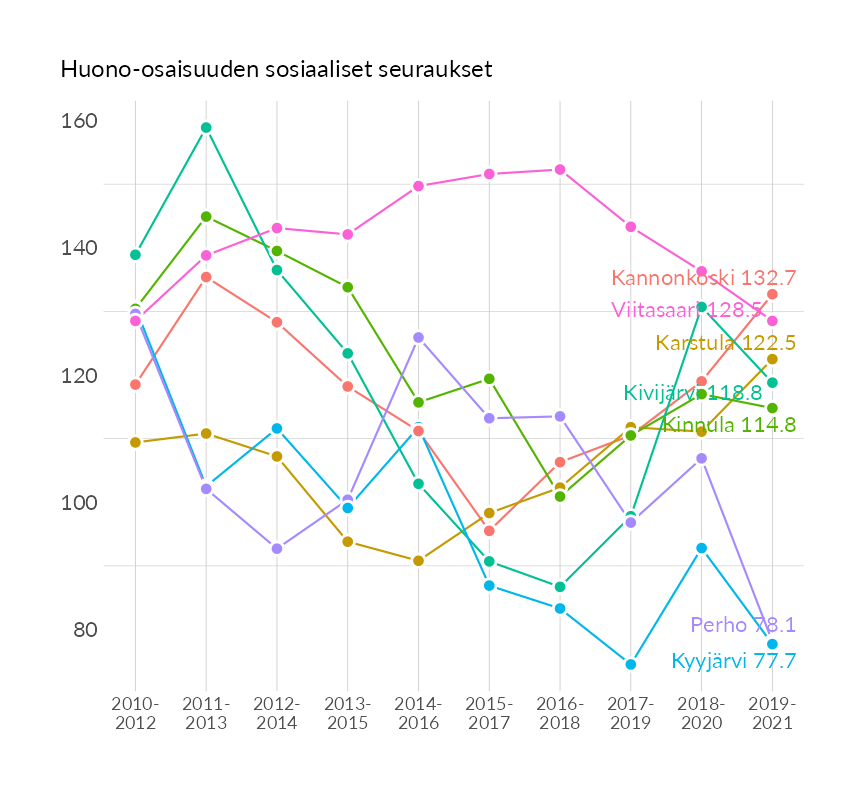 Huono-osaisuuden sosiaaliset seuraukset
160
140
120
100
80
Kannonkoski 132.7
Viitasaari 128.5
Karstula 122.5
Kivijärvi 118.8
Kinnula 114.8
Perho 78.1
Kyyjärvi 77.7
2010- 2011- 2012- 2013- 2014- 2015- 2016- 2017- 2018- 2019-
2012 2013 2014 2015 2016 2017 2018 2019 2020 2021